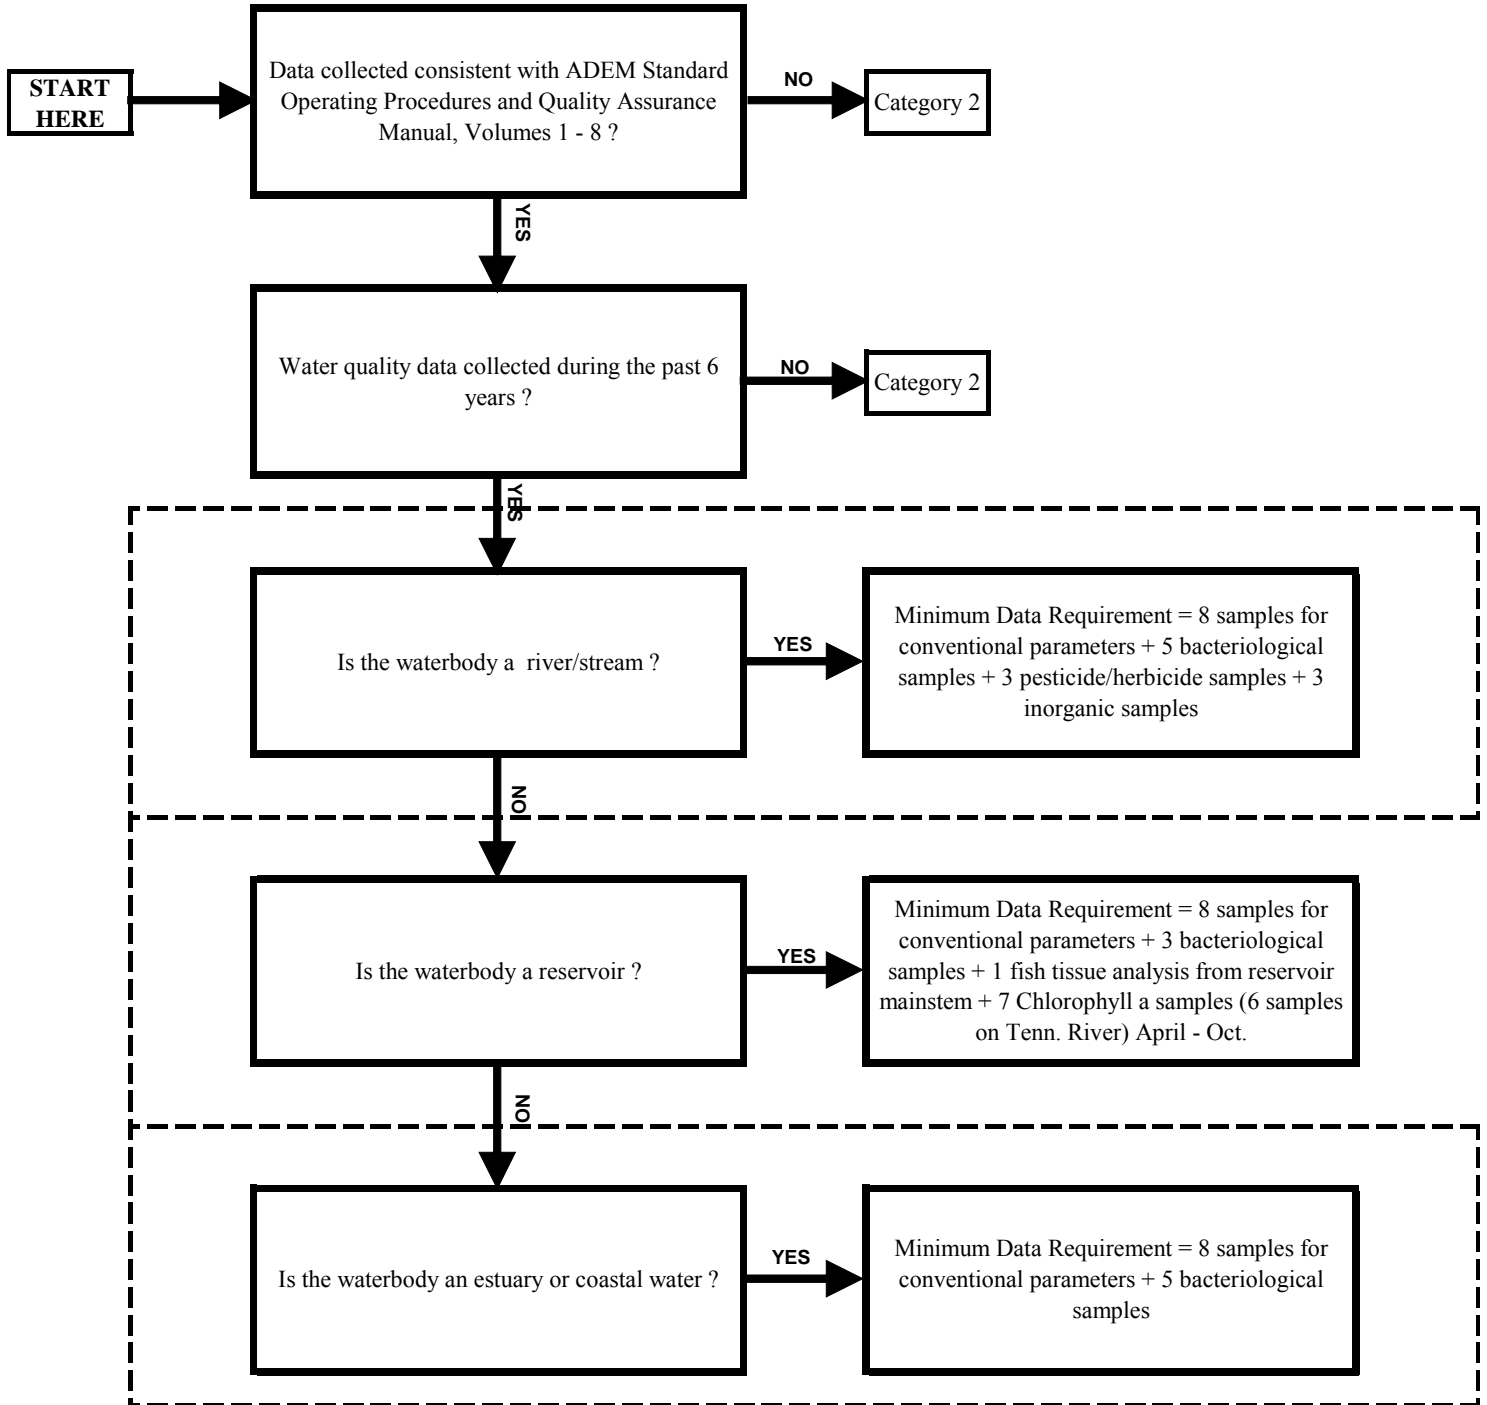 START
HERE
Data collected consistent with ADEM Standard
Operating Procedures and Quality Assurance
Manual, Volumes 1 - 8 ?
NO
Category 2
YES
Water quality data collected during the past 6
years ?
NO
Category 2
YES
Is the waterbody a river/stream ?
YES
Minimum Data Requirement = 8 samples for
conventional parameters + 5 bacteriological
samples + 3 pesticide/herbicide samples + 3
inorganic samples
NO
Is the waterbody a reservoir ?
YES
Minimum Data Requirement = 8 samples for
conventional parameters + 3 bacteriological
samples + 1 fish tissue analysis from reservoir
mainstem + 7 Chlorophyll a samples (6 samples
on Tenn. River) April - Oct.
NO
Is the waterbody an estuary or coastal water ?
YES
Minimum Data Requirement = 8 samples for
conventional parameters + 5 bacteriological
samples